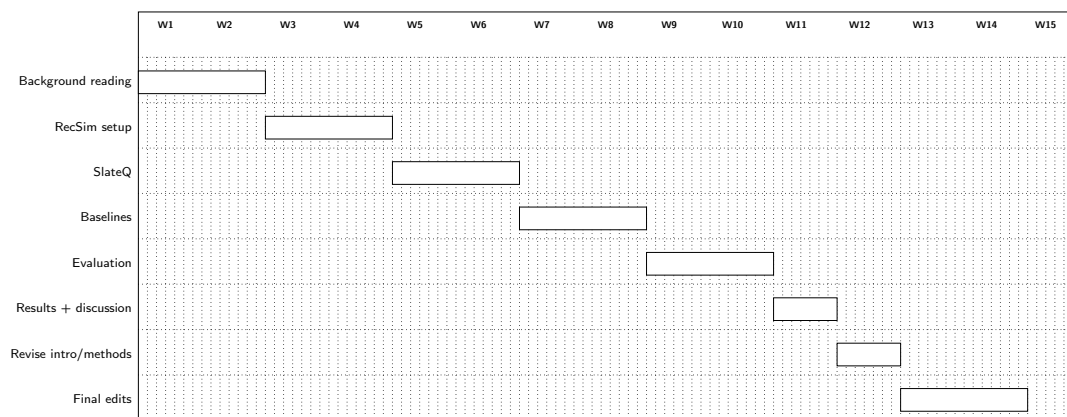 W1 W2 W3 W4 W5 W6 W7 W8 W9 W10 W11 W12 W13 W14 W15
Background reading
RecSim setup
SlateQ
Baselines
Evaluation
Results + discussion
Revise intro/methods
Final edits